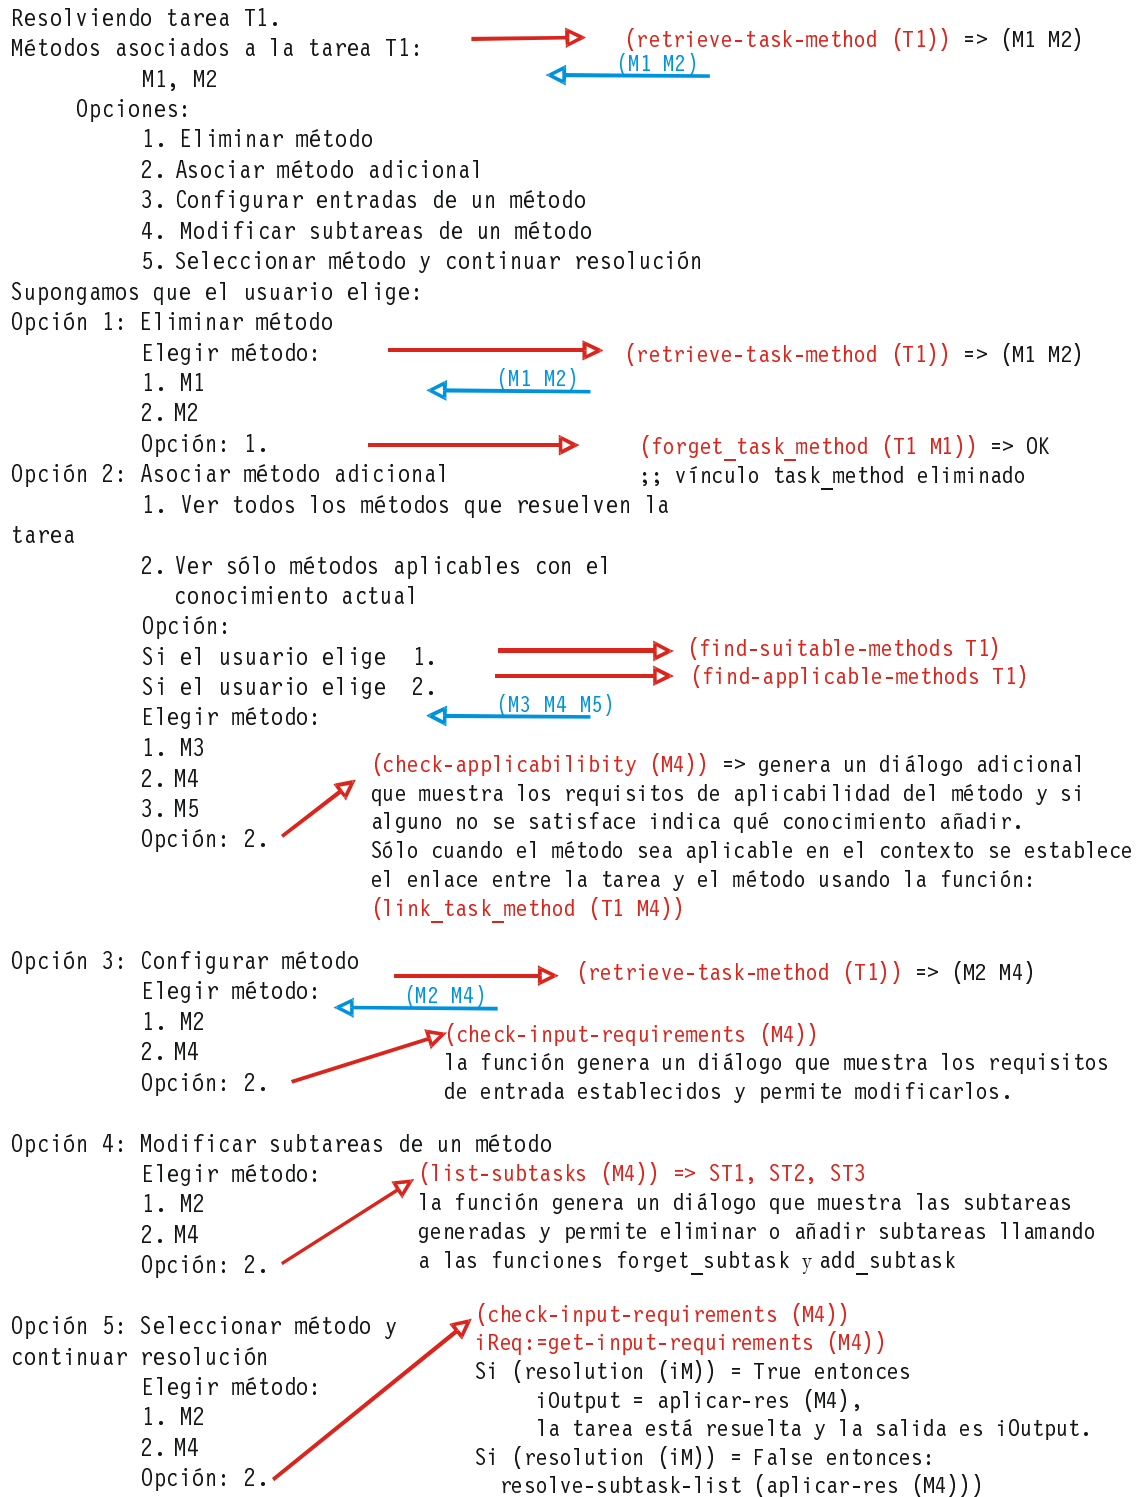 Resolviendo tarea T1.
Métodos asociados a la tarea T1:
(retrieve-task-method (T1)) => (M1 M2)
(M1 M2)
M1, M2
Opciones:
1. Eliminar método
2. Asociar método adicional
3. Configurar entradas de un método
4. Modificar subtareas de un método
5. Seleccionar método y continuar resolución
Supongamos que el usuario elige:
Opción 1: Eliminar método
Elegir método:
(retrieve-task-method (T1)) => (M1 M2)
1. M1
(M1 M2)
2. M2
Opción: 1.
(forget_task_method (T1 M1)) => OK
;; vínculo task_method eliminado
Opción 2: Asociar método adicional
1. Ver todos los métodos que resuelven la
tarea
2. Ver sólo métodos aplicables con el
conocimiento actual
Opción:
Si el usuario elige 1.
(find-suitable-methods T1)
Si el usuario elige 2.
(find-applicable-methods T1)
Elegir método:
(M3 M4 M5)
1. M3
2. M4
3. M5
Opción: 2.
(check-applicabilibity (M4)) => genera un diálogo adicional
que muestra los requisitos de aplicabilidad del método y si
alguno no se satisface indica qué conocimiento añadir.
Sólo cuando el método sea aplicable en el contexto se establece
el enlace entre la tarea y el método usando la función:
(link_task_method (T1 M4))
Opción 3: Configurar método
(retrieve-task-method (T1)) => (M2 M4)
Elegir método:
(M2 M4)
1. M2
2. M4
Opción: 2.
(check-input-requirements (M4))
la función genera un diálogo que muestra los requisitos
de entrada establecidos y permite modificarlos.
Opción 4: Modificar subtareas de un método
Elegir método:
1. M2
2. M4
Opción: 2.
(list-subtasks (M4)) => ST1, ST2, ST3
la función genera un diálogo que muestra las subtareas
generadas y permite eliminar o añadir subtareas llamando
a las funciones forget_subtask y add_subtask
Opción 5: Seleccionar método y
continuar resolución
Elegir método:
1. M2
2. M4
Opción: 2.
(check-input-requirements (M4))
iReq:=get-input-requirements (M4))
Si (resolution (iM)) = True entonces
iOutput = aplicar-res (M4),
la tarea está resuelta y la salida es iOutput.
Si (resolution (iM)) = False entonces:
resolve-subtask-list (aplicar-res (M4)))